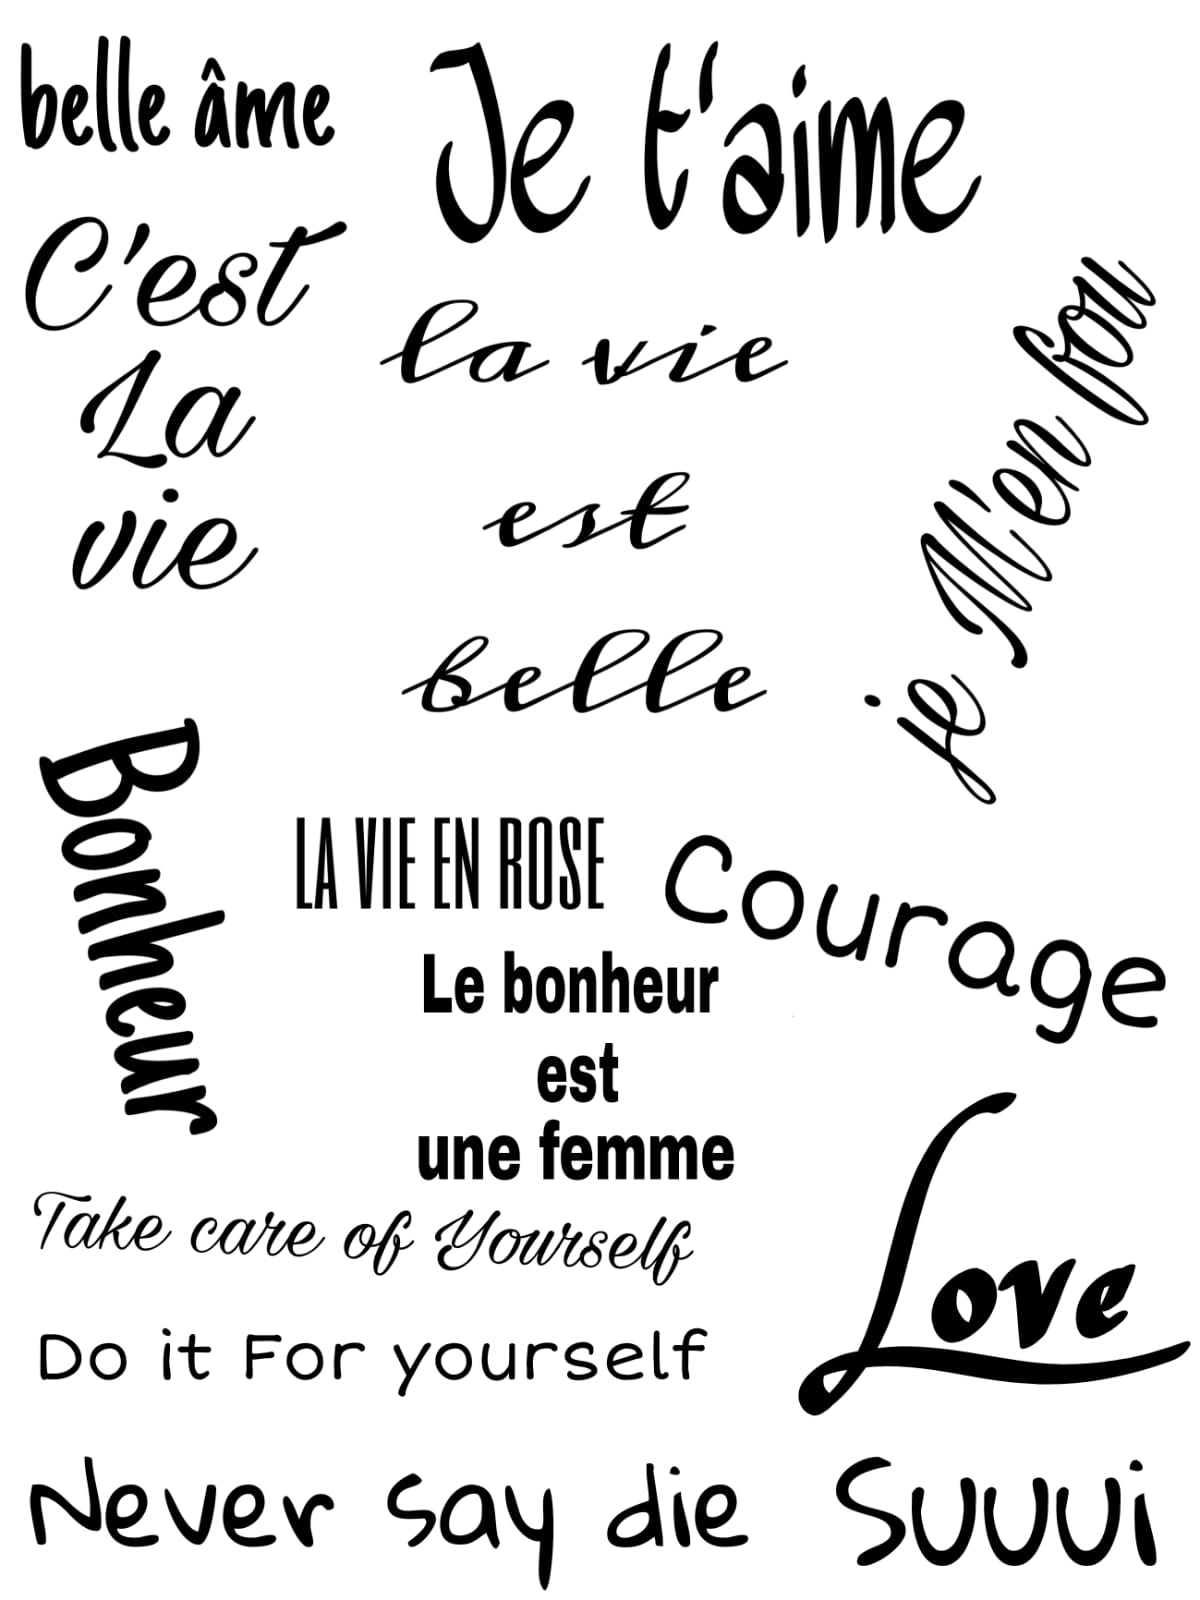 belle âme
Je t'aime
C'est
La
vie
la vie
est
belle
je M'en fou
Bonheur
LA VIE EN ROSE
Courage
Le bonheur
est
une femme
Take care of Yourself
Love
Do it For yourself
Never say die
Suuui